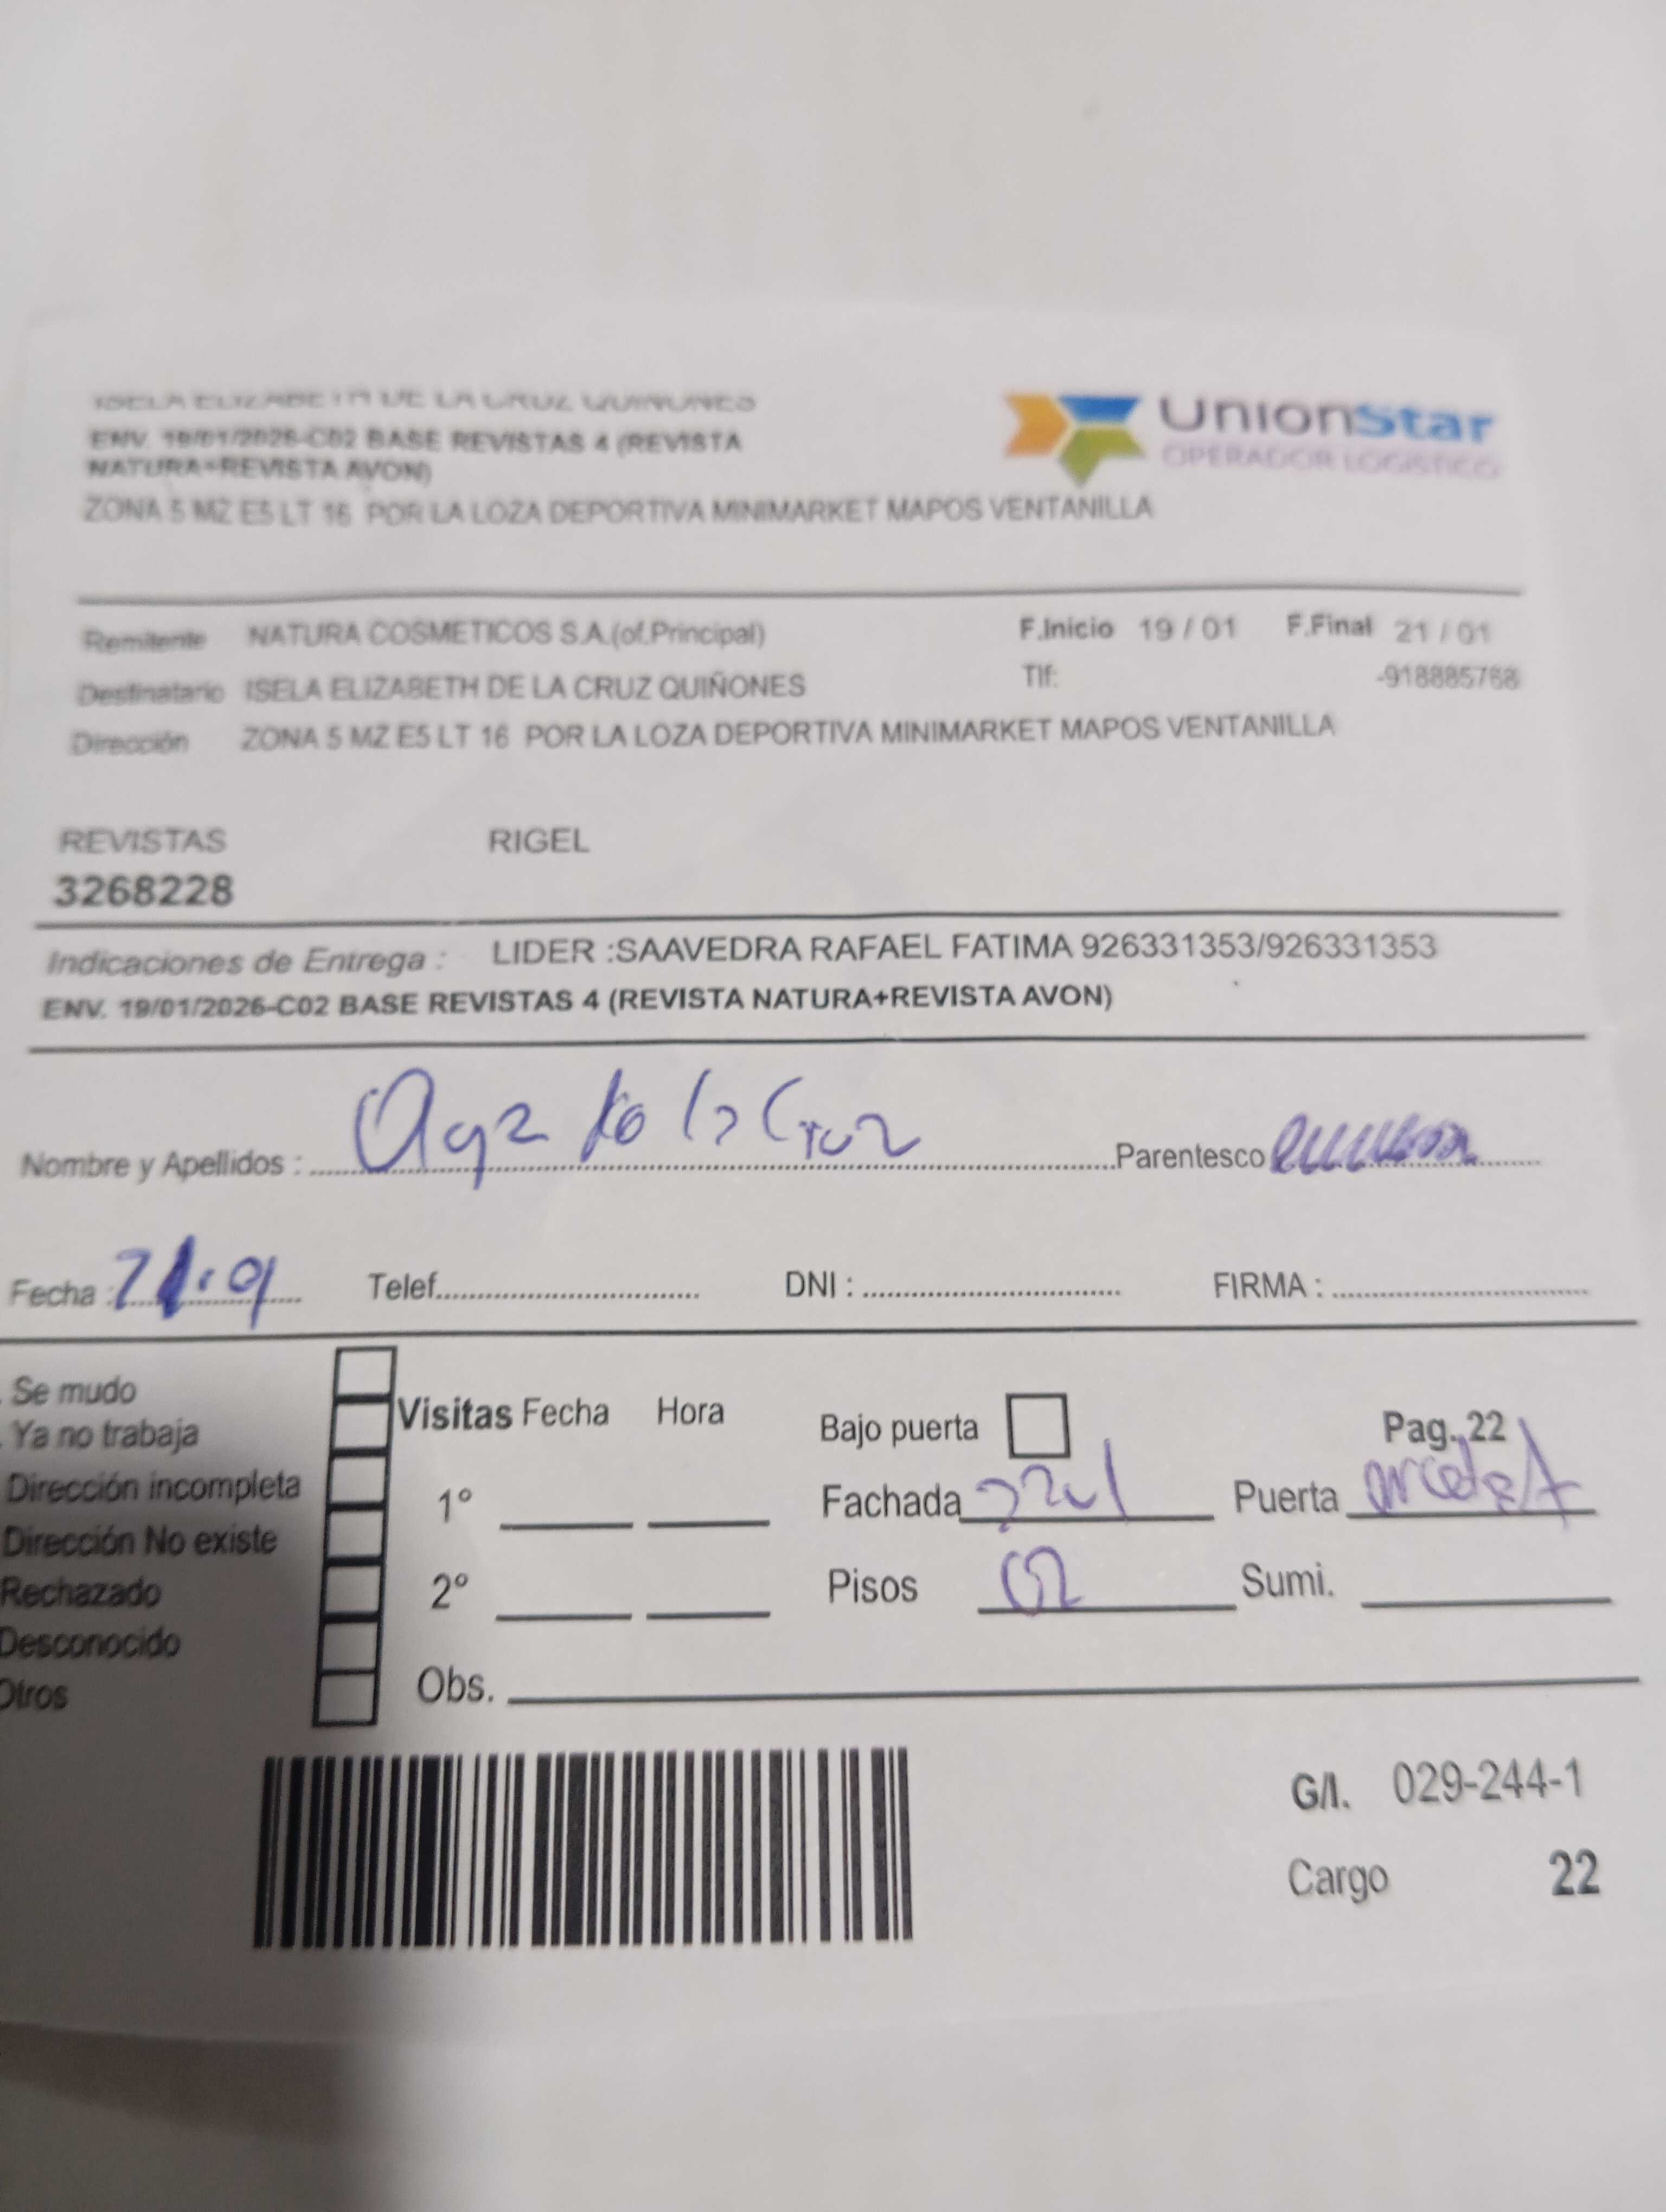 ISELA ELIZABETH DE LA CRUZ QUIÑONES
ENV. 19/01/2026-C02 BASE REVISTAS 4 (REVISTA
NATURA+REVISTA AVON)
ZONA 5 MZ E5 LT 16 POR LA LOZA DEPORTIVA MINIMARKET MAPOS VENTANILLA
UnionStar
OPERADOR LOGISTICO
Remitente NATURA COSMETICOS S.A.(of.Principal) F.Inicio 19 / 01 F.Final 21 / 01
Destinatario ISELA ELIZABETH DE LA CRUZ QUIÑONES Tlf: -918885768
Dirección ZONA 5 MZ E5 LT 16 POR LA LOZA DEPORTIVA MINIMARKET MAPOS VENTANILLA
REVISTAS RIGEL
3268228
Indicaciones de Entrega : LIDER :SAAVEDRA RAFAEL FATIMA 926331353/926331353
ENV. 19/01/2026-C02 BASE REVISTAS 4 (REVISTA NATURA+REVISTA AVON)
Nombre y Apellidos : la Cruz Parentesco
Fecha : Telef. DNI : FIRMA :
Se mudo
Ya no trabaja
Dirección incompleta
Dirección No existe
Rechazado
Desconocido
Otros
Visitas Fecha Hora
1°
2°
Obs.
Bajo puerta Pag. 22
Fachada Puerta
Pisos 02 Sumi.
G/I. 029-244-1
Cargo 22